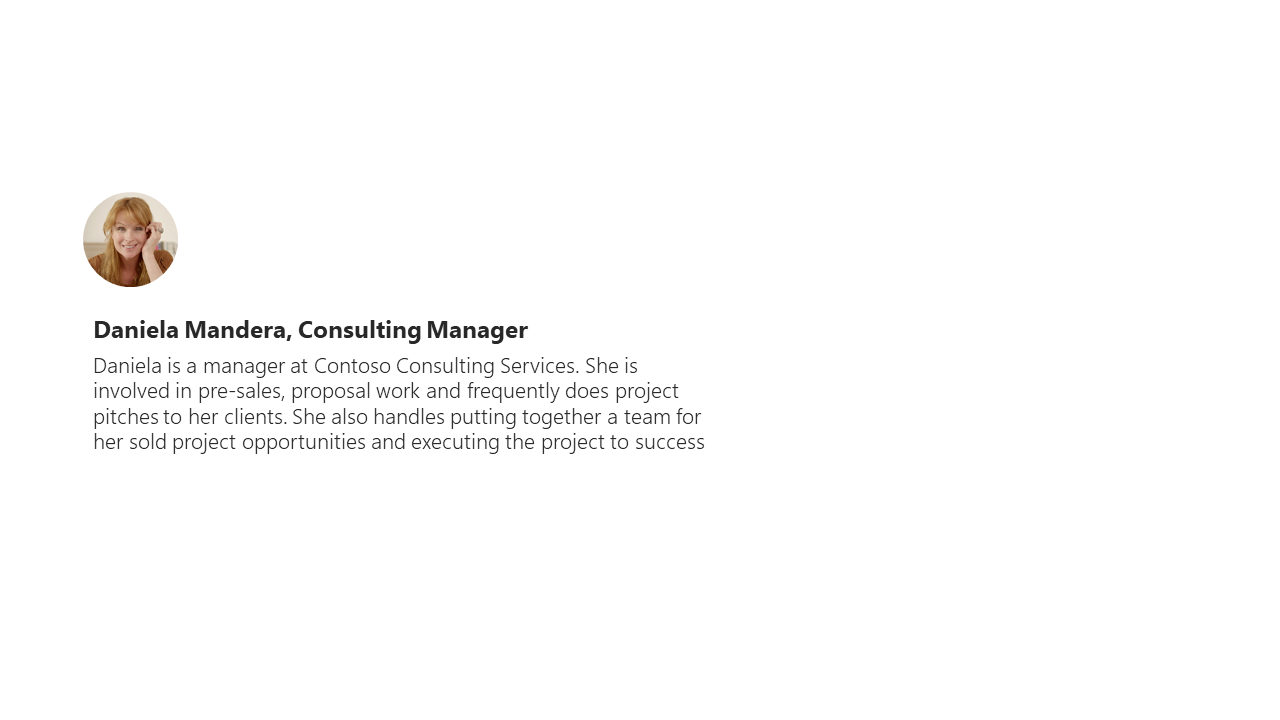 Daniela Mandera, Consulting Manager
Daniela is a manager at Contoso Consulting Services. She is
involved in pre-sales, proposal work and frequently does project
pitches to her clients. She also handles putting together a team for
her sold project opportunities and executing the project to success